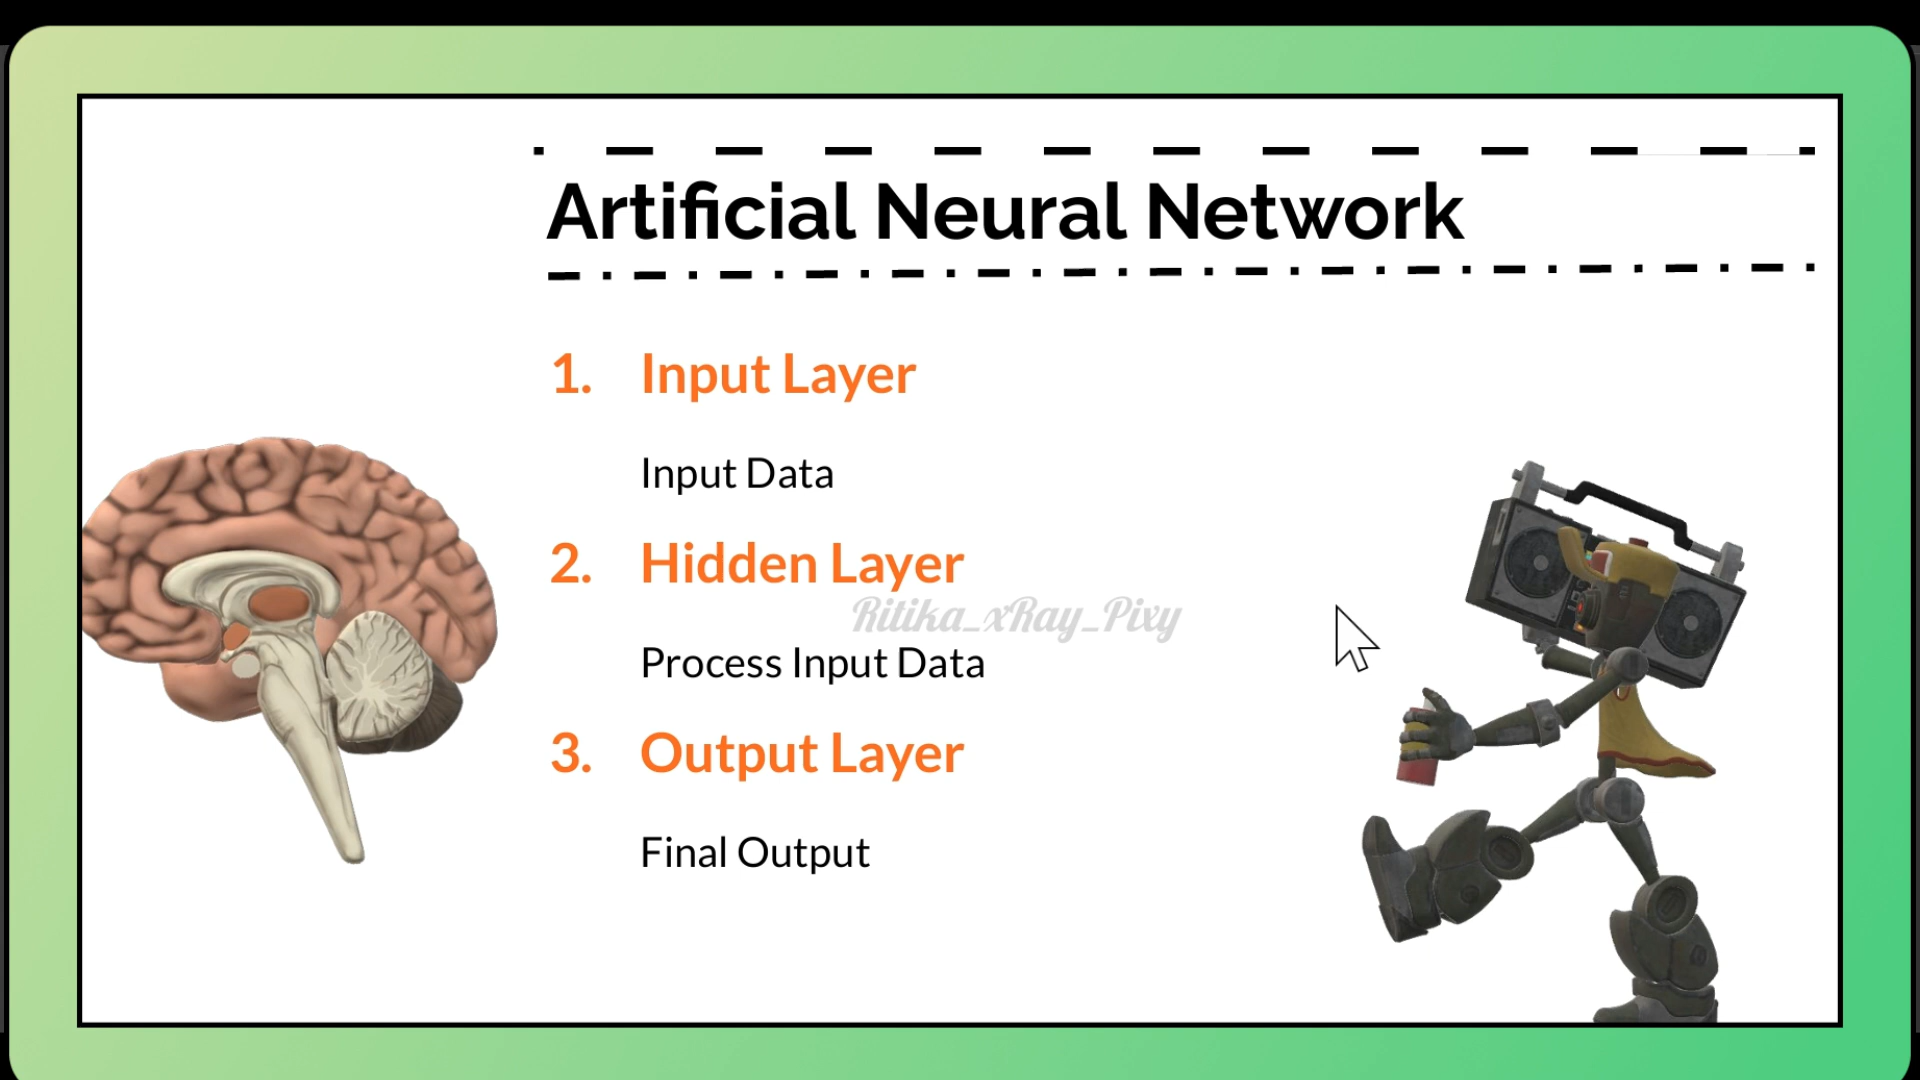 Artificial Neural Network
1. Input Layer
Input Data
2. Hidden Layer
Ritika_xRay_Pixy
Process Input Data
3. Output Layer
Final Output